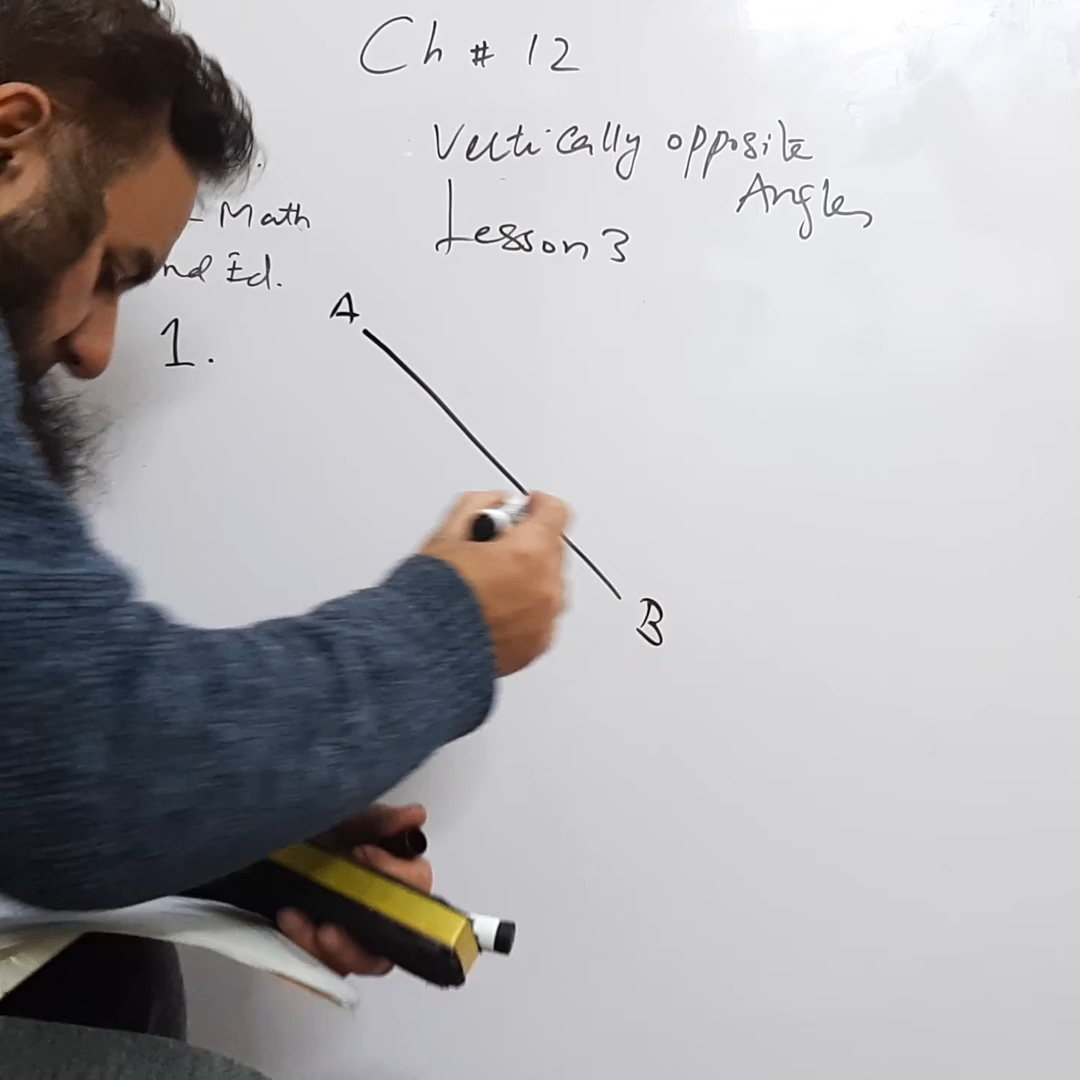 Ch # 12
Vertically opposite
Angles
- Math
Lesson 3
nd Ed.
1.
A
B